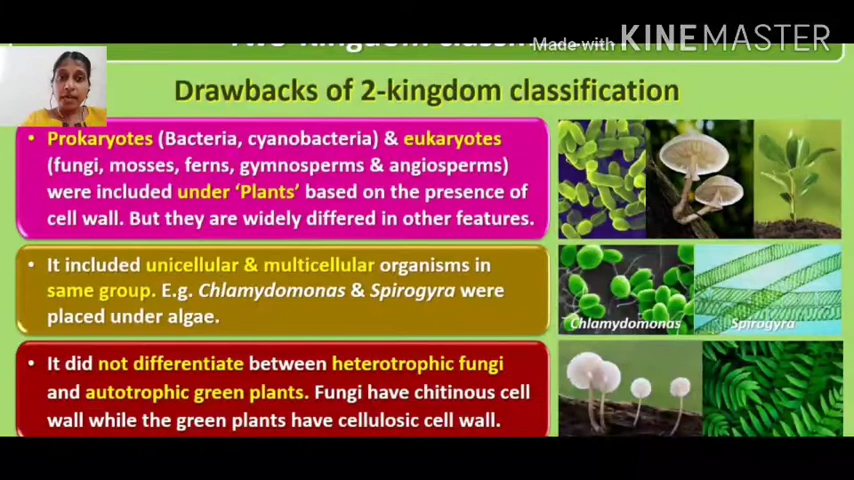 Made with KINEMASTER
Drawbacks of 2-kingdom classification
• Prokaryotes (Bacteria, cyanobacteria) & eukaryotes
(fungi, mosses, ferns, gymnosperms & angiosperms)
were included under ‘Plants’ based on the presence of
cell wall. But they are widely differed in other features.
• It included unicellular & multicellular organisms in
same group. E.g. Chlamydomonas & Spirogyra were
placed under algae.
Chlamydomonas
Spirogyra
• It did not differentiate between heterotrophic fungi
and autotrophic green plants. Fungi have chitinous cell
wall while the green plants have cellulosic cell wall.